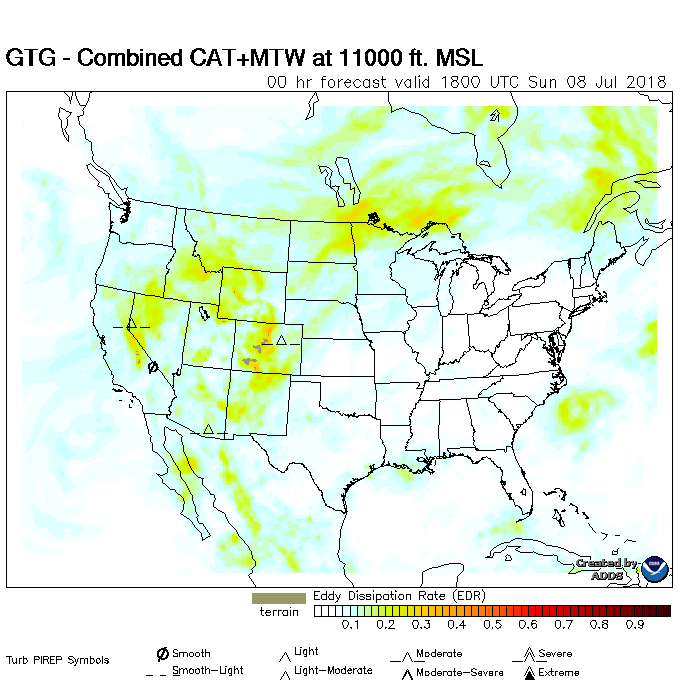 GTG - Combined CAT+MTW at 11000 ft. MSL
00 hr forecast valid 1800 UTC Sun 08 Jul 2018
Created by
ADDS
terrain
Eddy Dissipation Rate (EDR)
0.1 0.2 0.3 0.4 0.5 0.6 0.7 0.8 0.9
Turb PIREP Symbols
Smooth
Light
Moderate
Severe
Smooth-Light
Light-Moderate
Moderate-Severe
Extreme